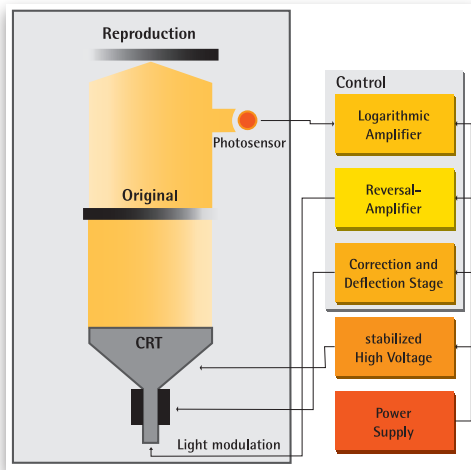 Reproduction
Photosensor
Original
CRT
Light modulation
Control
Logarithmic
Amplifier
Reversal-
Amplifier
Correction and
Deflection Stage
stabilized
High Voltage
Power
Supply